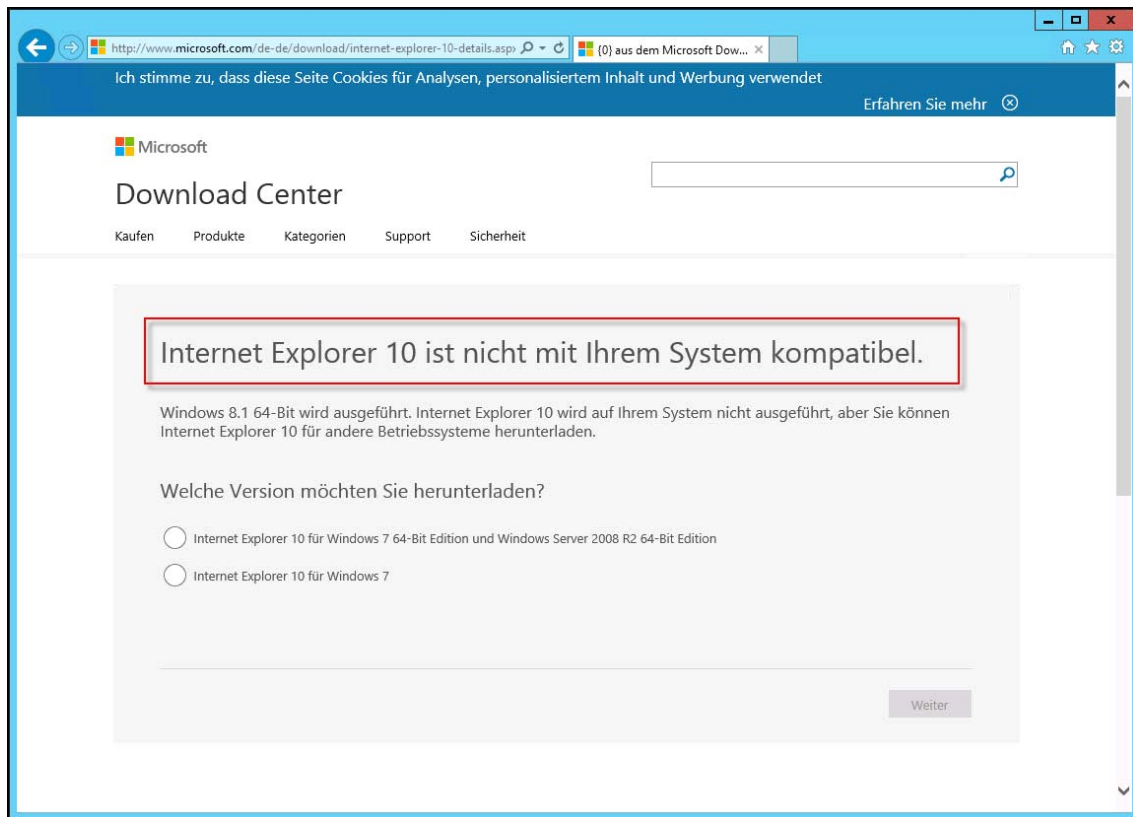 http://www.microsoft.com/de-de/download/internet-explorer-10-details.asp
{0} aus dem Microsoft Dow...
Ich stimme zu, dass diese Seite Cookies für Analysen, personalisiertem Inhalt und Werbung verwendet
Erfahren Sie mehr
Microsoft
Download Center
Kaufen Produkte Kategorien Support Sicherheit
Internet Explorer 10 ist nicht mit Ihrem System kompatibel.
Windows 8.1 64-Bit wird ausgeführt. Internet Explorer 10 wird auf Ihrem System nicht ausgeführt, aber Sie können
Internet Explorer 10 für andere Betriebssysteme herunterladen.
Welche Version möchten Sie herunterladen?
Internet Explorer 10 für Windows 7 64-Bit Edition und Windows Server 2008 R2 64-Bit Edition
Internet Explorer 10 für Windows 7
Weiter